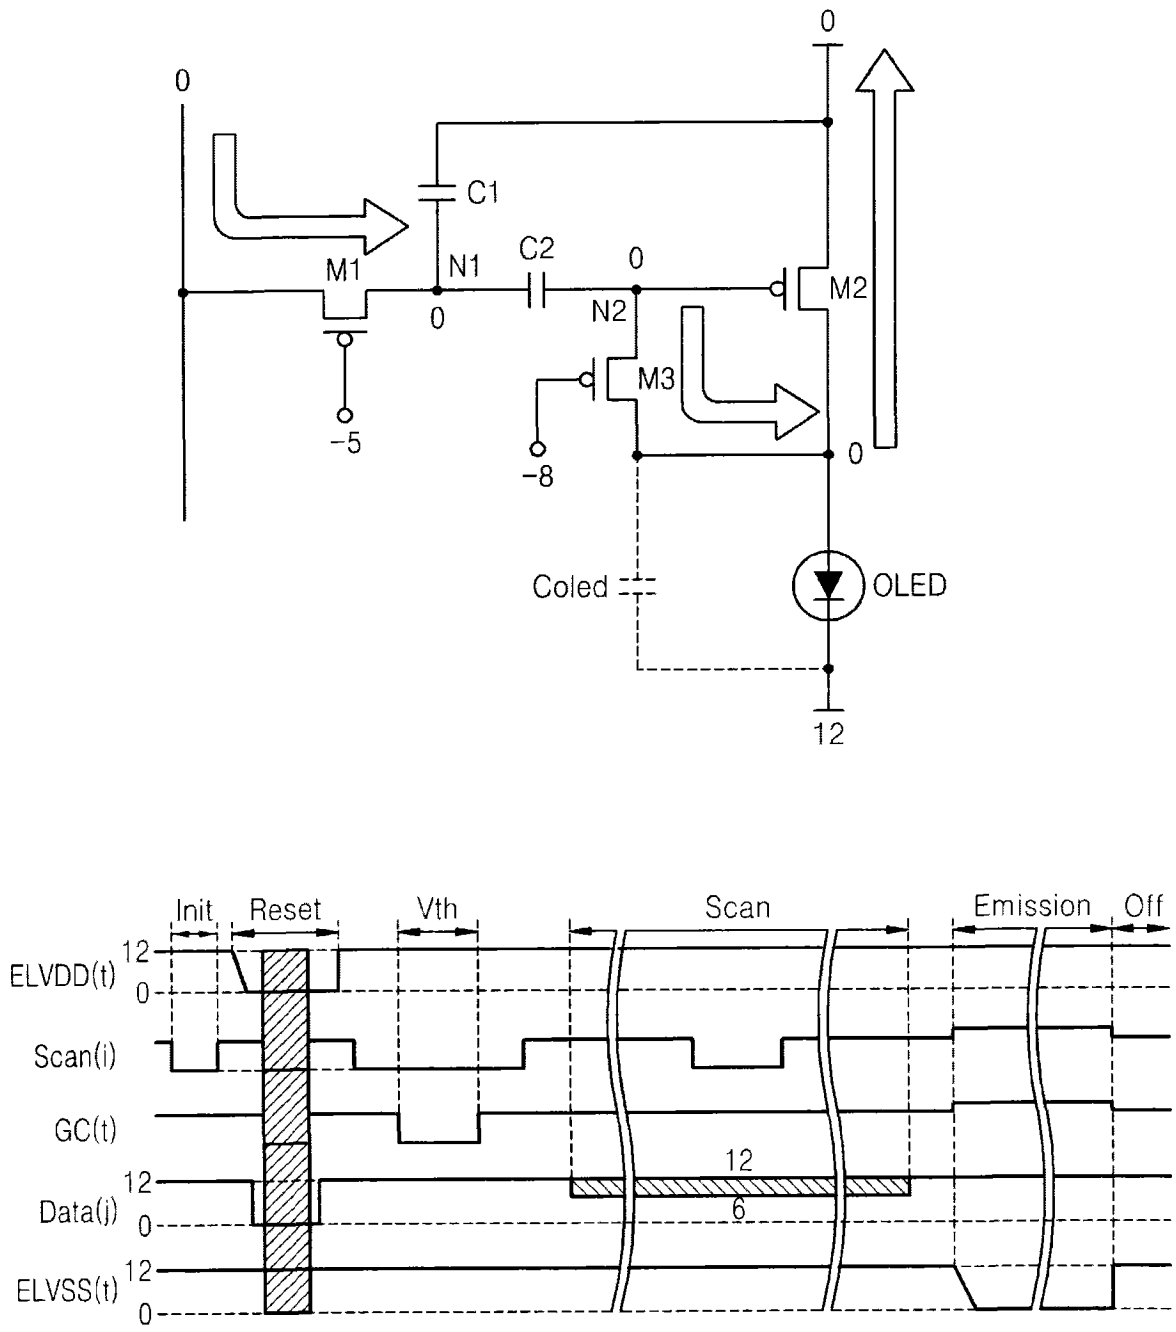 0
0
C1
M1
N1
C2
0
M2
0
N2
M3
-5
-8
0
Coled
OLED
12
Init
Reset
Vth
Scan
Emission
Off
ELVDD(t)
12
0
Scan(i)
GC(t)
Data(j)
12
0
12
6
ELVSS(t)
12
0